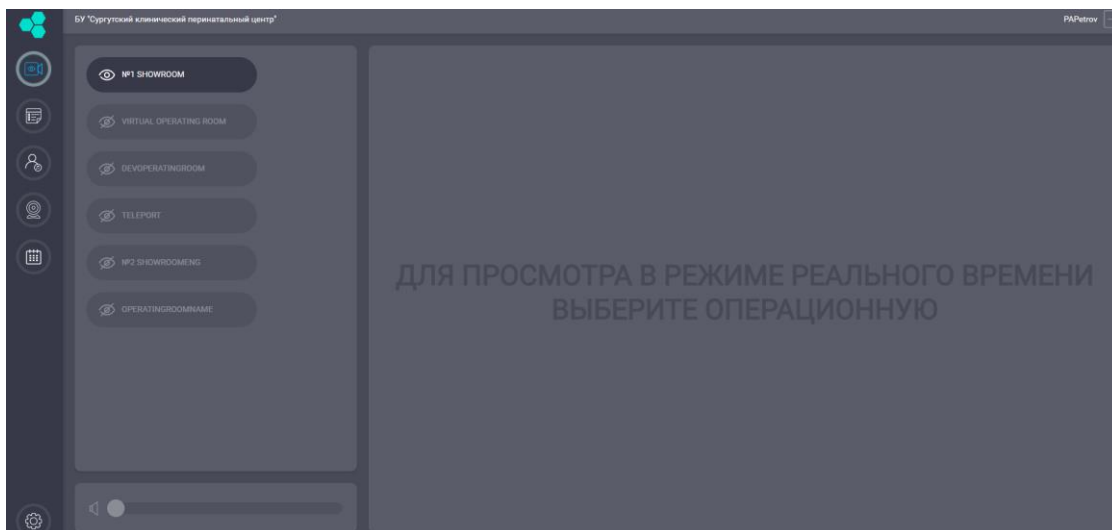 БУ "Сургутский клинический перинатальный центр"
PAPetrov
№1 SHOWROOM
VIRTUAL OPERATING ROOM
DEVOPERATINGROOM
TELEPORT
№2 SHOWROOMENG
OPERATINGROOMNAME
ДЛЯ ПРОСМОТРА В РЕЖИМЕ РЕАЛЬНОГО ВРЕМЕНИ
ВЫБЕРИТЕ ОПЕРАЦИОННУЮ